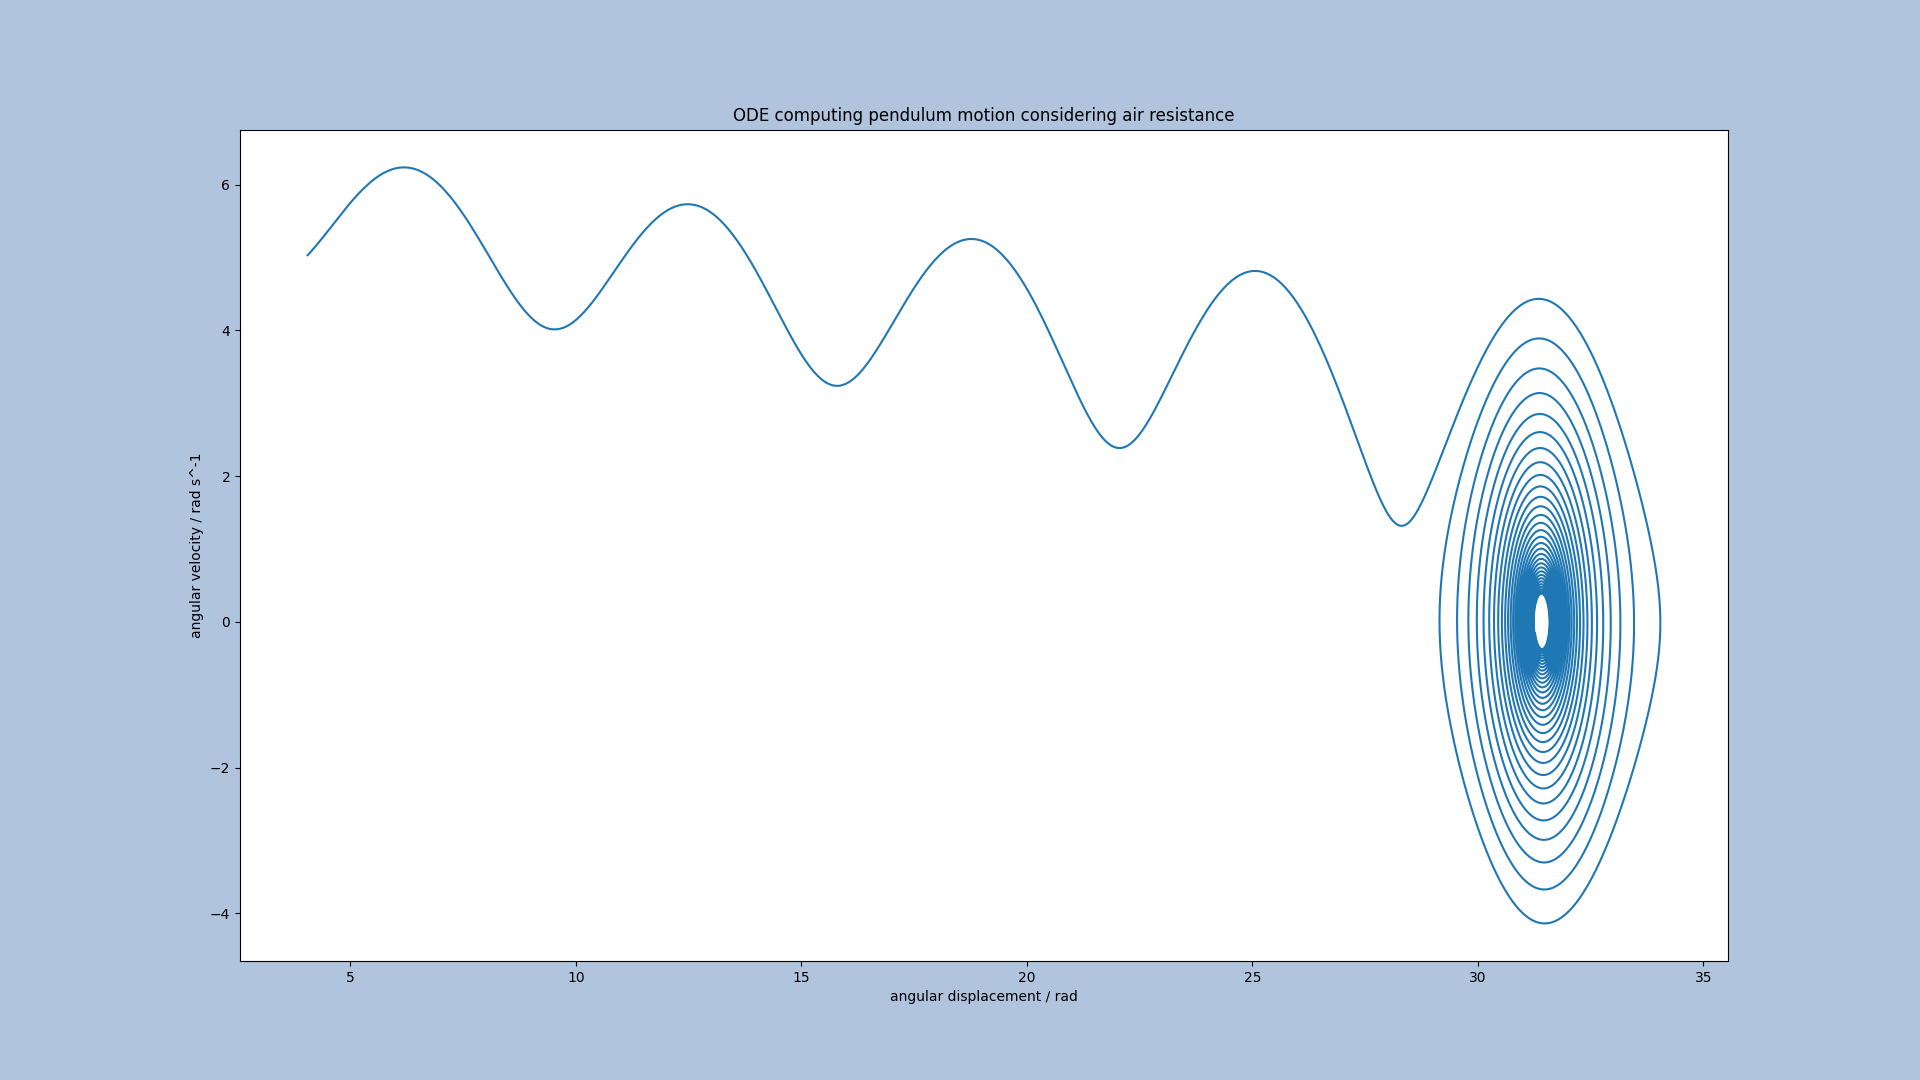 ODE computing pendulum motion considering air resistance
angular velocity / rad s^-1
6
4
2
0
−2
−4
5 10 15 20 25 30 35
angular displacement / rad